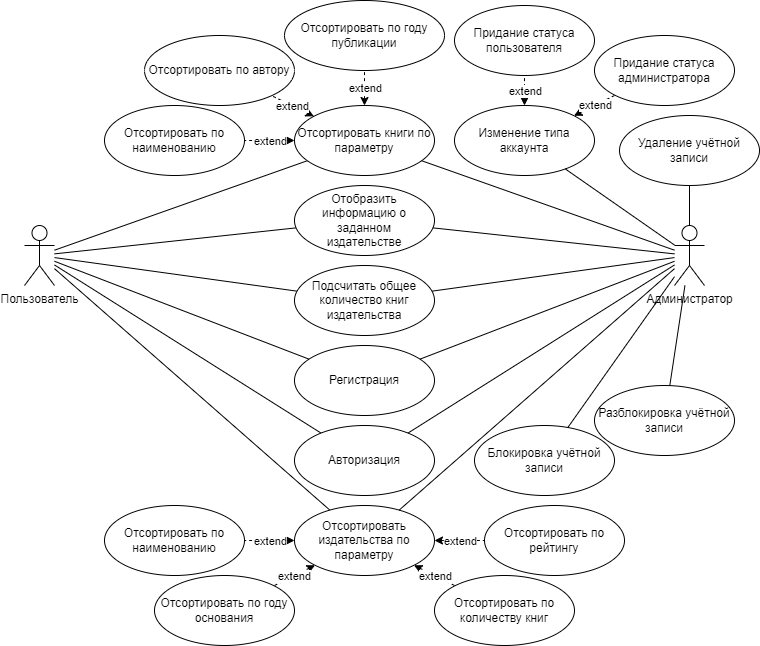 Отсортировать по году
публикации
Придание статуса
пользователя
Отсортировать по автору
Придание статуса
администратора
extend
extend
extend
extend
Отсортировать по
наименованию
extend
Отсортировать книги по
параметру
Изменение типа
аккаунта
Удаление учётной
записи
Отобразить
информацию о
заданном
издательстве
Пользователь
Подсчитать общее
количество книг
издательства
Администратор
Регистрация
Разблокировка учётной
записи
Авторизация
Блокировка учётной
записи
Отсортировать по
наименованию
extend
Отсортировать
издательства по
параметру
extend
Отсортировать по
рейтингу
extend
extend
Отсортировать по году
основания
Отсортировать по
количеству книг